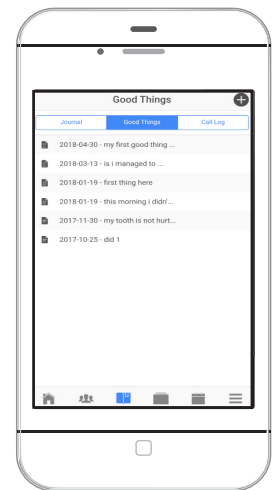 Good Things
Journal Good Things Call Log
2018-04-30 - my first good thing ...
2018-03-13 - is i managed to ...
2018-01-19 - first thing here
2018-01-19 - this morning i didn'...
2017-11-30 - my tooth is not hurt...
2017-10-25 - did 1